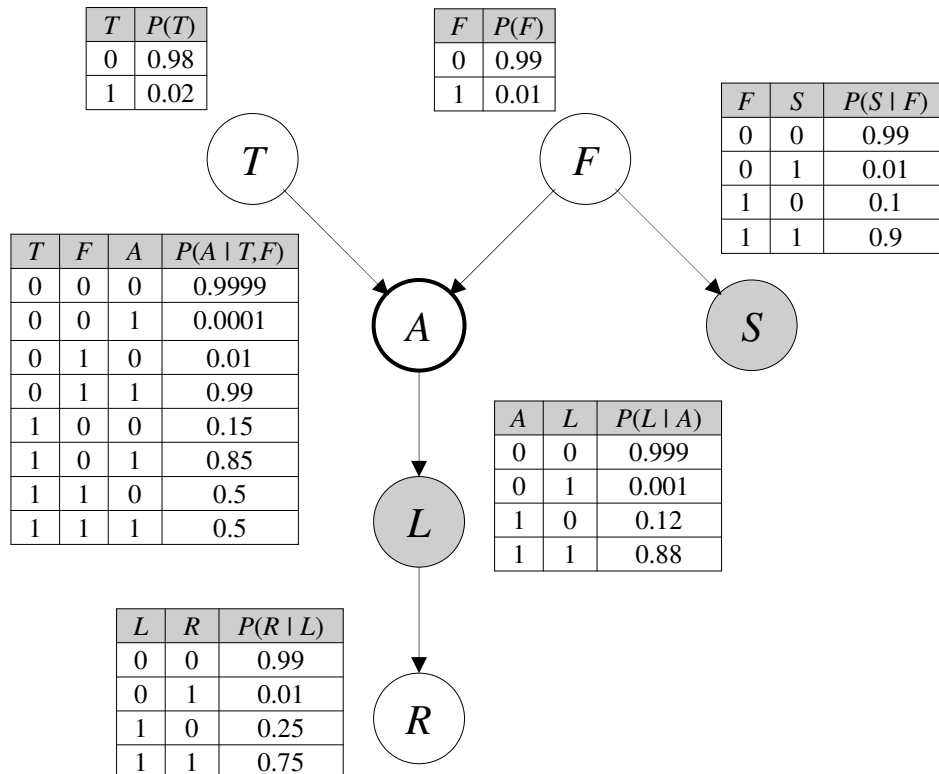 T P(T)
0 0.98
1 0.02
F P(F)
0 0.99
1 0.01
F S P(S | F)
0 0 0.99
0 1 0.01
1 0 0.1
1 1 0.9
T
F
T F A P(A | T,F)
0 0 0 0.9999
0 0 1 0.0001
0 1 0 0.01
0 1 1 0.99
1 0 0 0.15
1 0 1 0.85
1 1 0 0.5
1 1 1 0.5
A
S
A L P(L | A)
0 0 0.999
0 1 0.001
1 0 0.12
1 1 0.88
L
L R P(R | L)
0 0 0.99
0 1 0.01
1 0 0.25
1 1 0.75
R